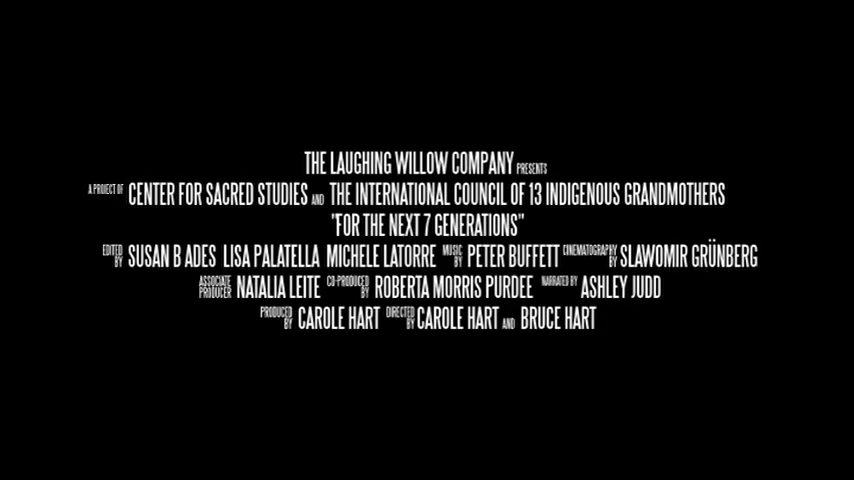 THE LAUGHING WILLOW COMPANY PRESENTS
A PROJECT OF CENTER FOR SACRED STUDIES AND THE INTERNATIONAL COUNCIL OF 13 INDIGENOUS GRANDMOTHERS
"FOR THE NEXT 7 GENERATIONS"
EDITED BY SUSAN B ADES LISA PALATELLA MICHELE LATORRE MUSIC BY PETER BUFFETT CINEMATOGRAPHY BY SLAWOMIR GRÜNBERG
ASSOCIATE PRODUCER NATALIA LEITE CO-PRODUCED BY ROBERTA MORRIS PURDEE NARRATED BY ASHLEY JUDD
PRODUCED BY CAROLE HART DIRECTED BY CAROLE HART AND BRUCE HART